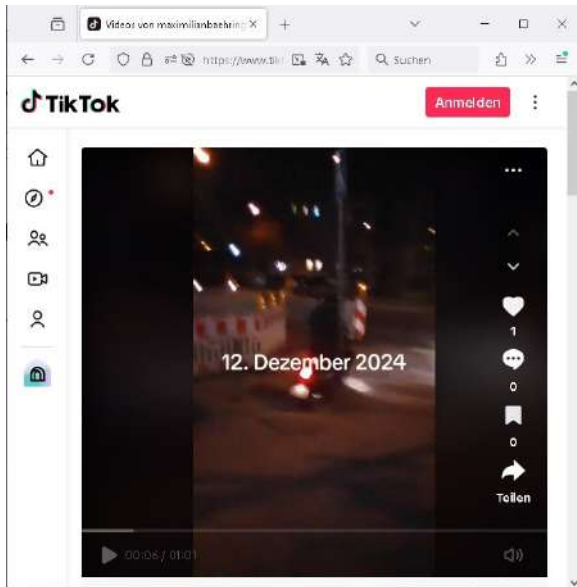 Videos von maximilianbaehring
https://www.tik
Suchen
TikTok
Anmelden
12. Dezember 2024
1
0
0
Teilen
00:06 / 01:01